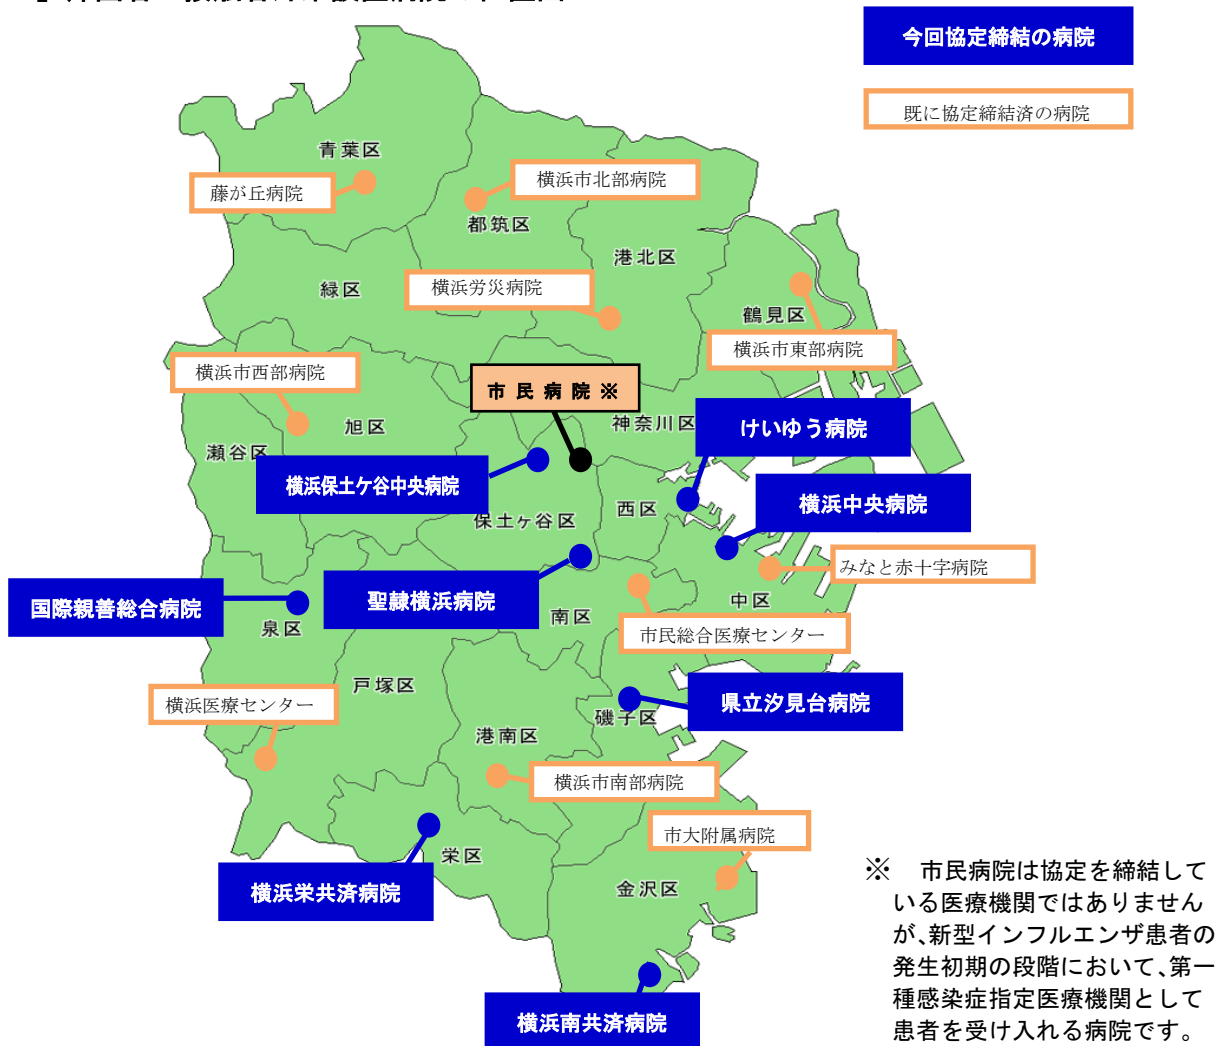 今回協定締結の病院
既に協定締結済の病院
青葉区
藤が丘病院
横浜市北部病院
都筑区
港北区
緑区
横浜労災病院
鶴見区
横浜市東部病院
横浜市西部病院
市民病院※
神奈川区
けいゆう病院
旭区
瀬谷区
横浜保土ケ谷中央病院
横浜中央病院
西区
保土ヶ谷区
みなと赤十字病院
国際親善総合病院
聖隷横浜病院
中区
南区
泉区
市民総合医療センター
戸塚区
横浜医療センター
県立汐見台病院
磯子区
港南区
横浜市南部病院
市大附属病院
栄区
横浜栄共済病院
金沢区
横浜南共済病院
※ 市民病院は協定を締結して
いる医療機関ではありません
が、新型インフルエンザ患者の
発生初期の段階において、第一
種感染症指定医療機関として
患者を受け入れる病院です。